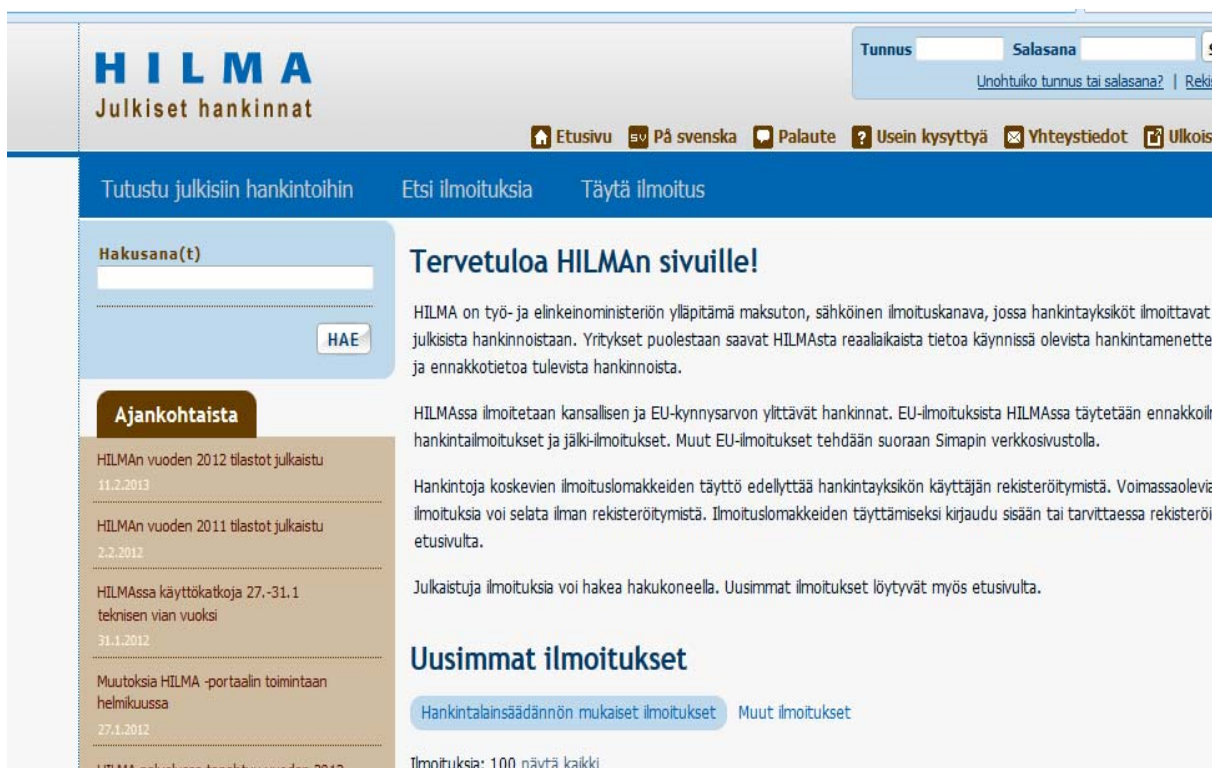 HILMA
Julkiset hankinnat
Tunnus
Salasana
Unohtuiko tunnus tai salasana? |
Etusivu
sv På svenska
Palaute
? Usein kysyttyä
Yhteystiedot
Tutustu julkisiin hankintoihin
Etsi ilmoituksia
Täytä ilmoitus
Hakusana(t)
HAE
Ajankohtaista
HILMAn vuoden 2012 tilastot julkaistu
11.2.2013
HILMAn vuoden 2011 tilastot julkaistu
2.2.2012
HILMAssa käyttökatkoja 27.-31.1
teknisen vian vuoksi
31.1.2012
Muutoksia HILMA -portaalin toimintaan
helmikuussa
27.1.2012
Tervetuloa HILMAn sivuille!
HILMA on työ- ja elinkeinoministeriön ylläpitämä maksuton, sähköinen ilmoituskanava, jossa hankintayksiköt ilmoittavat
julkisista hankinnoistaan. Yritykset puolestaan saavat HILMAsta reaaliaikaista tietoa käynnissä olevista
ja ennakkotietoa tulevista hankinnoista.
HILMAssa ilmoitetaan kansallisen ja EU-kynnysarvon ylittävät hankinnat. EU-ilmoituksista HILMAssa täytetään
hankintailmoitukset ja jälki-ilmoitukset. Muut EU-ilmoitukset tehdään suoraan Simapin verkkosivustolla.
Hankintoja koskevien ilmoituslomakkeiden täyttö edellyttää hankintayksikön käyttäjän rekisteröitymistä.
ilmoituksia voi selata ilman rekisteröitymistä. Ilmoituslomakkeiden täyttämiseksi kirjaudu sisään tai tarvittaessa
etusivulta.
Julkaistuja ilmoituksia voi hakea hakukoneella. Uusimmat ilmoitukset löytyvät myös etusivulta.
Uusimmat ilmoitukset
Hankintalainsäädännön mukaiset ilmoitukset
Muut ilmoitukset
Ilmoituksia: 100 näytä kaikki